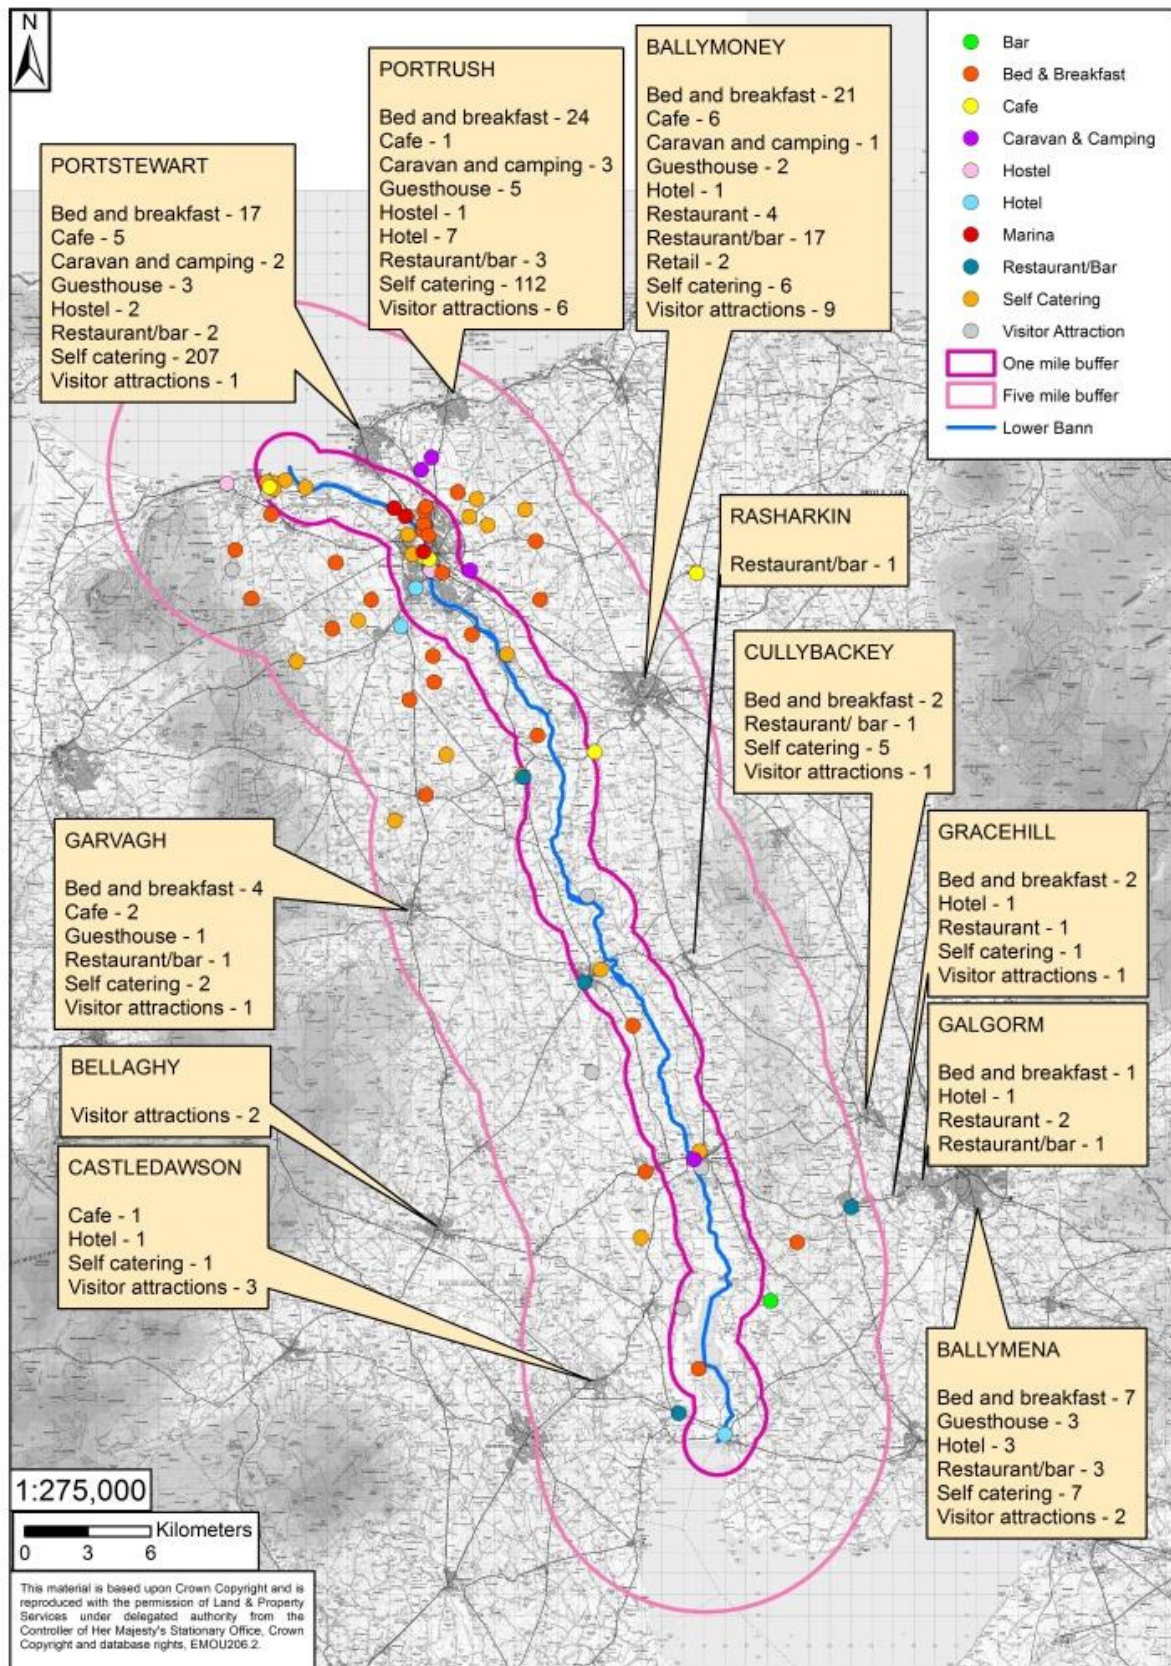 N
PORTSTEWART
Bed and breakfast - 17
Cafe - 5
Caravan and camping - 2
Guesthouse - 3
Hostel - 2
Restaurant/bar - 2
Self catering - 207
Visitor attractions - 1
PORTRUSH
Bed and breakfast - 24
Cafe - 1
Caravan and camping - 3
Guesthouse - 5
Hostel - 1
Hotel - 7
Restaurant/bar - 3
Self catering - 112
Visitor attractions - 6
BALLYMONEY
Bed and breakfast - 21
Cafe - 6
Caravan and camping - 1
Guesthouse - 2
Hotel - 1
Restaurant - 4
Restaurant/bar - 17
Retail - 2
Self catering - 6
Visitor attractions - 9
Bar
Bed & Breakfast
Cafe
Caravan & Camping
Hostel
Hotel
Marina
Restaurant/Bar
Self Catering
Visitor Attraction
One mile buffer
Five mile buffer
Lower Bann
RASHARKIN
Restaurant/bar - 1
CULLYBACKEY
Bed and breakfast - 2
Restaurant/ bar - 1
Self catering - 5
Visitor attractions - 1
GARVAGH
Bed and breakfast - 4
Cafe - 2
Guesthouse - 1
Restaurant/bar - 1
Self catering - 2
Visitor attractions - 1
GRACEHILL
Bed and breakfast - 2
Hotel - 1
Restaurant - 1
Self catering - 1
Visitor attractions - 1
GALGORM
Bed and breakfast - 1
Hotel - 1
Restaurant - 2
Restaurant/bar - 1
BELLAGHY
Visitor attractions - 2
CASTLEDAWSON
Cafe - 1
Hotel - 1
Self catering - 1
Visitor attractions - 3
BALLYMENA
Bed and breakfast - 7
Guesthouse - 3
Hotel - 3
Restaurant/bar - 3
Self catering - 7
Visitor attractions - 2
1:275,000
Kilometers
0 3 6
This material is based upon Crown Copyright and is
reproduced with the permission of Land & Property
Services under delegated authority from the
Controller of Her Majesty's Stationary Office, Crown
Copyright and database rights, EMOU206.2.